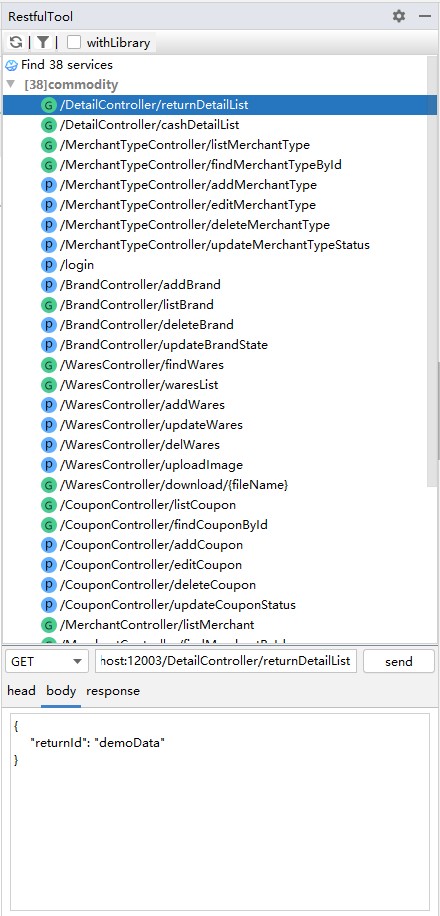 RestfulTool
withLibrary
Find 38 services
[38]commodity
G /DetailController/returnDetailList
G /DetailController/cashDetailList
G /MerchantTypeController/listMerchantType
G /MerchantTypeController/findMerchantTypeById
P /MerchantTypeController/addMerchantType
P /MerchantTypeController/editMerchantType
P /MerchantTypeController/deleteMerchantType
P /MerchantTypeController/updateMerchantTypeStatus
P /login
P /BrandController/addBrand
G /BrandController/listBrand
P /BrandController/deleteBrand
P /BrandController/updateBrandState
G /WaresController/findWares
G /WaresController/waresList
P /WaresController/addWares
P /WaresController/updateWares
P /WaresController/delWares
P /WaresController/uploadImage
G /WaresController/download/{fileName}
G /CouponController/listCoupon
G /CouponController/findCouponById
P /CouponController/addCoupon
P /CouponController/editCoupon
P /CouponController/deleteCoupon
P /CouponController/updateCouponStatus
G /MerchantController/listMerchant
GET host:12003/DetailController/returnDetailList send
head body response
{
"returnId": "demoData"
}